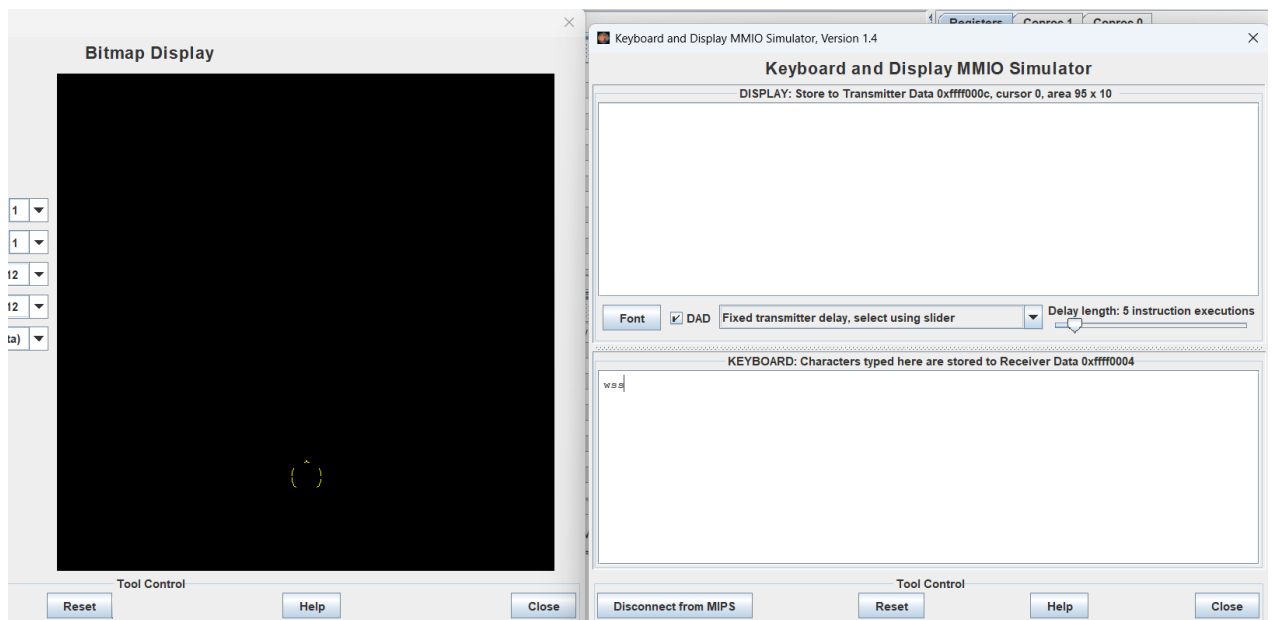 Bitmap Display
1
1
12
12
ta)
Tool Control
Reset
Help
Close
Registers
Coproc 1
Coproc 0
Keyboard and Display MMIO Simulator, Version 1.4
Keyboard and Display MMIO Simulator
DISPLAY: Store to Transmitter Data 0xffff000c, cursor 0, area 95 x 10
Font
DAD
Fixed transmitter delay, select using slider
Delay length: 5 instruction executions
KEYBOARD: Characters typed here are stored to Receiver Data 0xffff0004
wss
Tool Control
Disconnect from MIPS
Reset
Help
Close